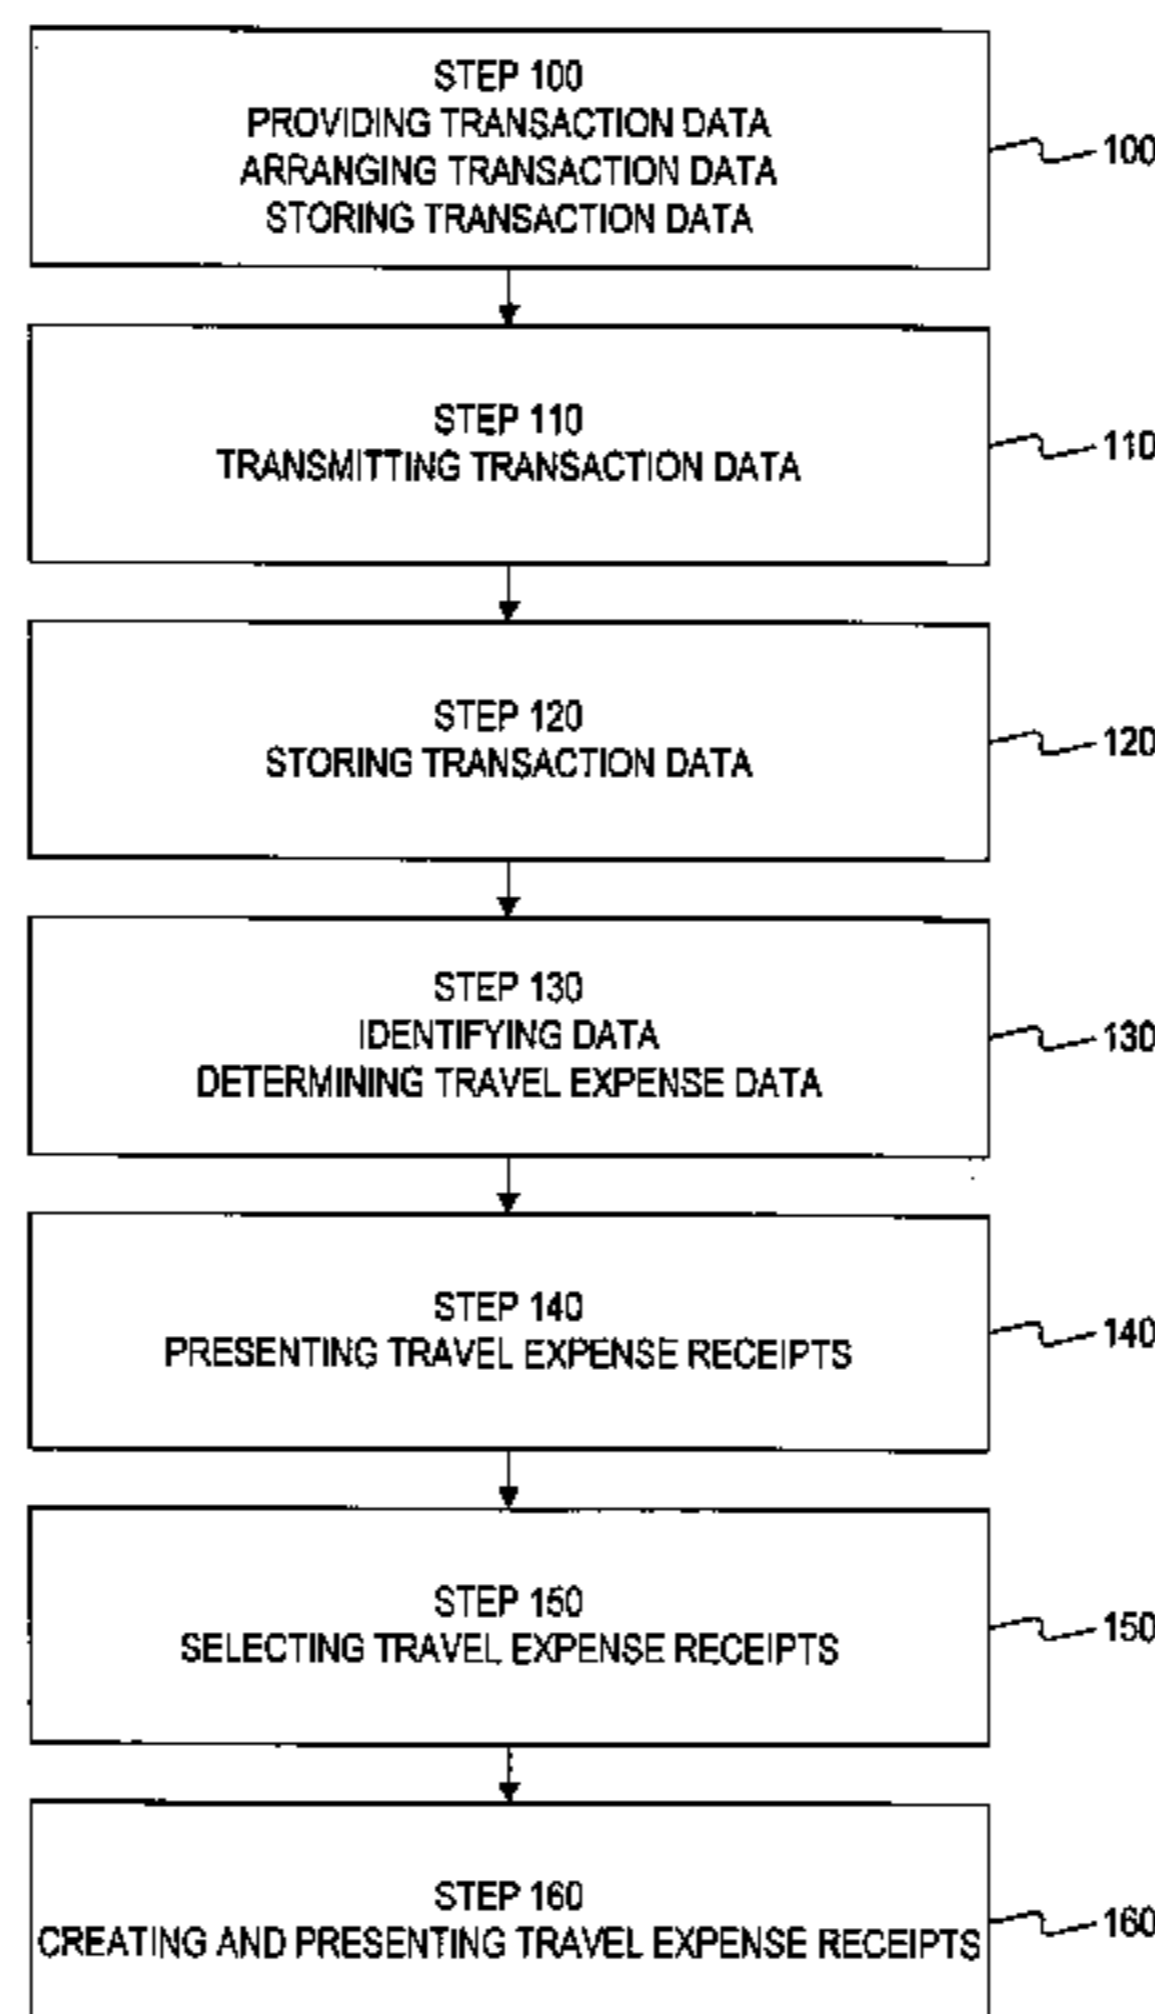 STEP 100
PROVIDING TRANSACTION DATA
ARRANGING TRANSACTION DATA
STORING TRANSACTION DATA
100
STEP 110
TRANSMITTING TRANSACTION DATA
110
STEP 120
STORING TRANSACTION DATA
120
STEP 130
IDENTIFYING DATA
DETERMINING TRAVEL EXPENSE DATA
130
STEP 140
PRESENTING TRAVEL EXPENSE RECEIPTS
140
STEP 150
SELECTING TRAVEL EXPENSE RECEIPTS
150
STEP 160
CREATING AND PRESENTING TRAVEL EXPENSE RECEIPTS
160